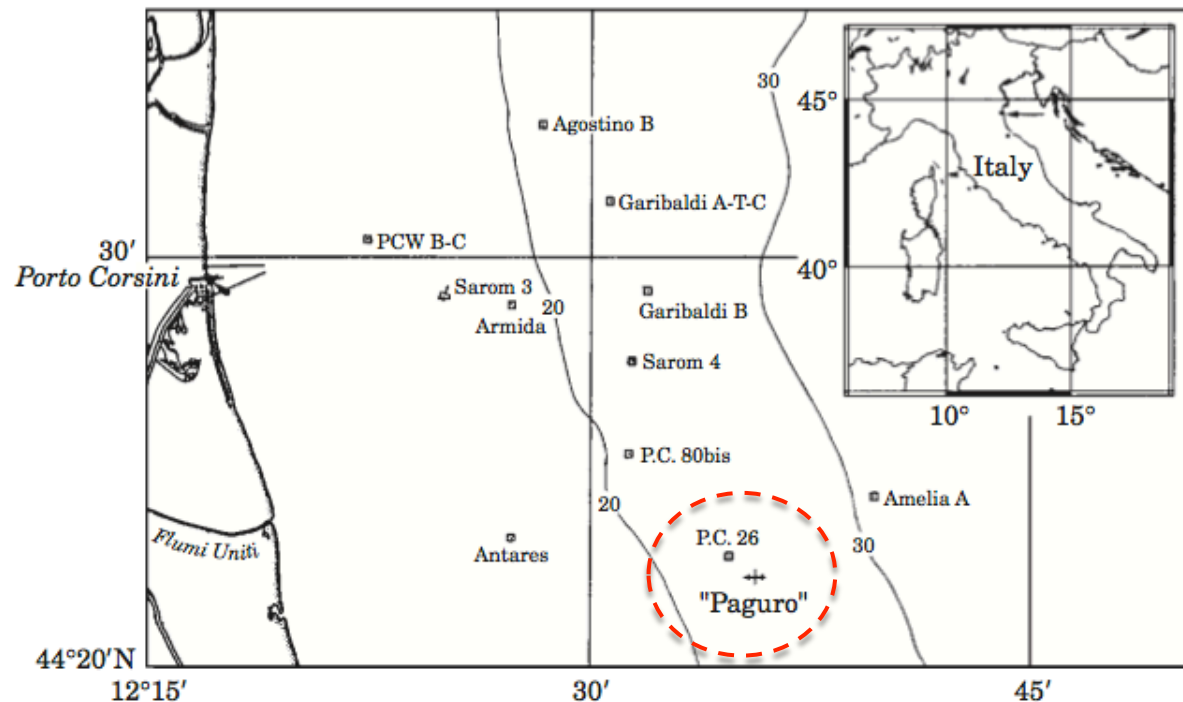 30
45°
Agostino B
Italy
Garibaldi A-T-C
PCW B-C
30′
40°
Porto Corsini
Sarom 3
20
Armida
Garibaldi B
Sarom 4
10°
15°
P.C. 80bis
20
Amelia A
Flumi Uniti
Antares
P.C. 26
30
"Paguro"
44°20′N
12°15′
30′
45′